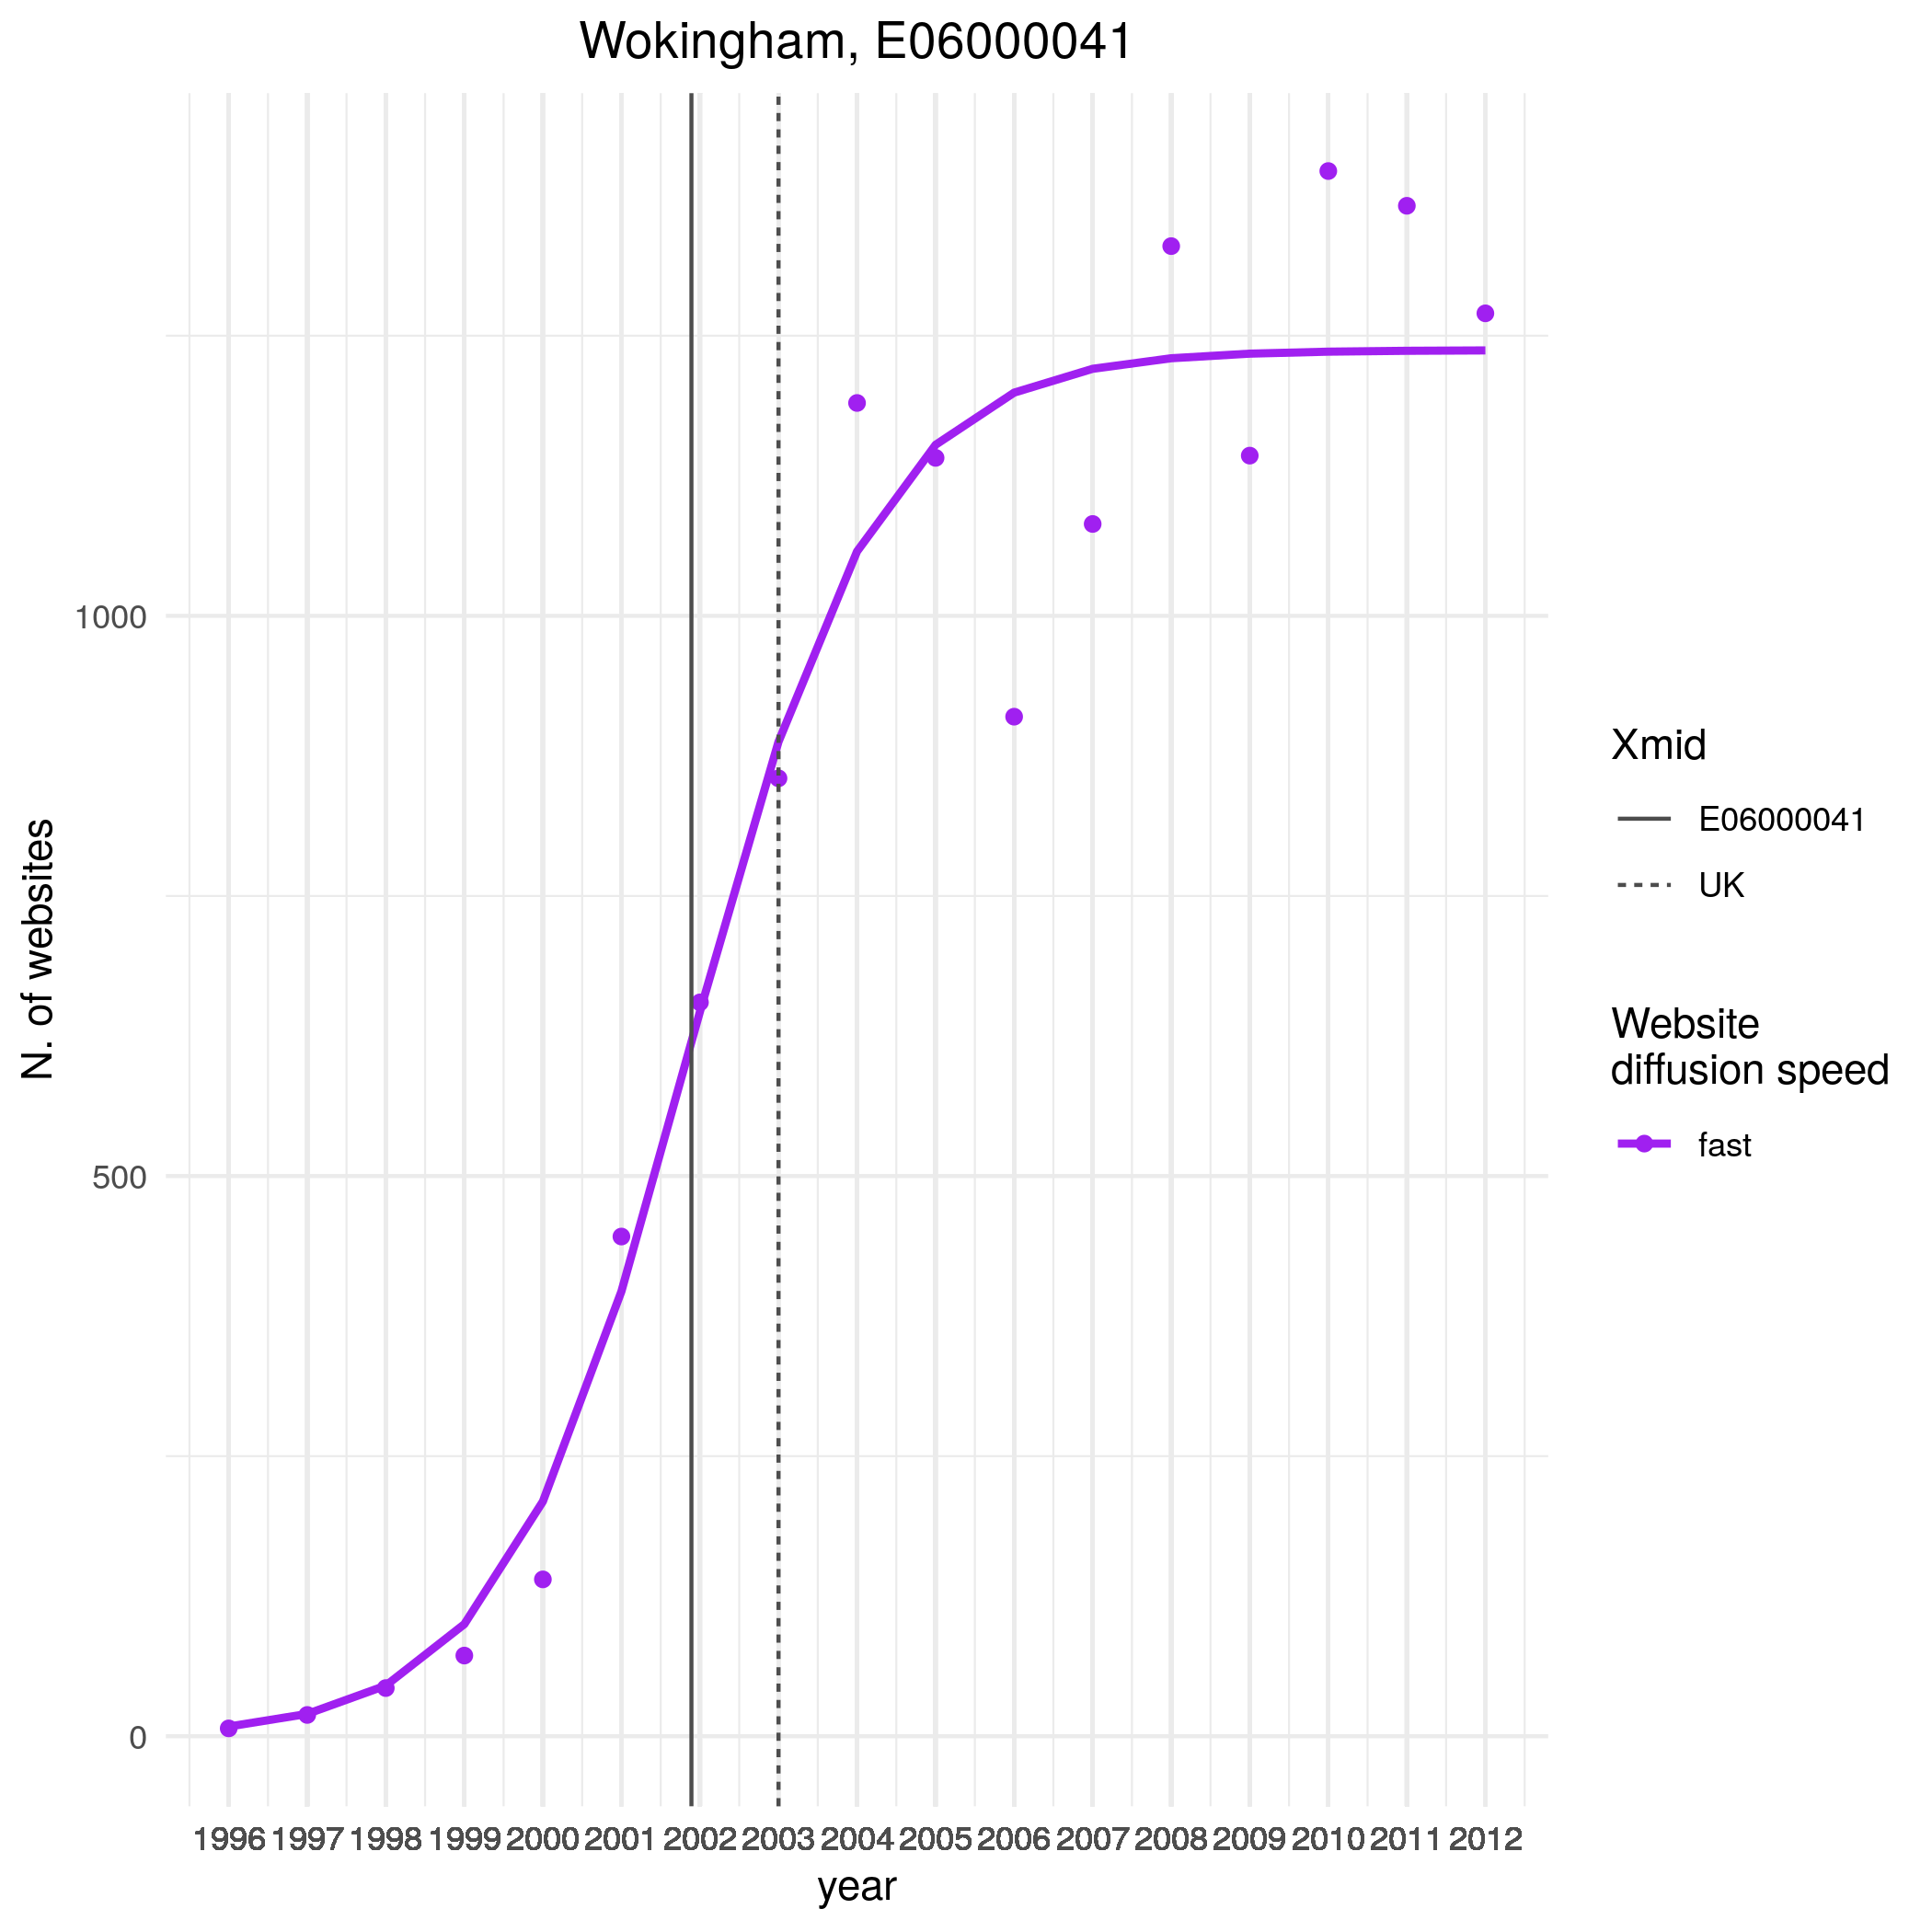 Wokingham, E06000041
N. of websites
1000
500
0
1996 1997 1998 1999 2000 2001 2002 2003 2004 2005 2006 2007 2008 2009 2010 2011 2012
year
Xmid
E06000041
UK
Website
diffusion speed
fast